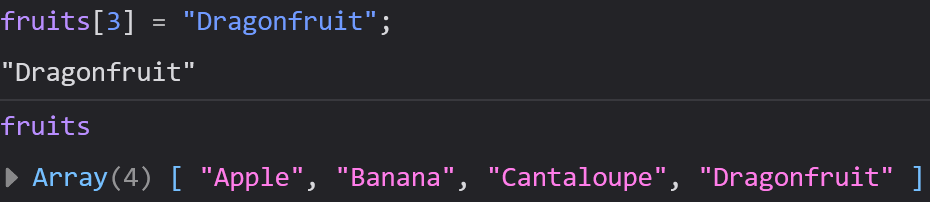 fruits[3] = "Dragonfruit";
"Dragonfruit"
fruits
Array(4) [ "Apple", "Banana", "Cantaloupe", "Dragonfruit" ]